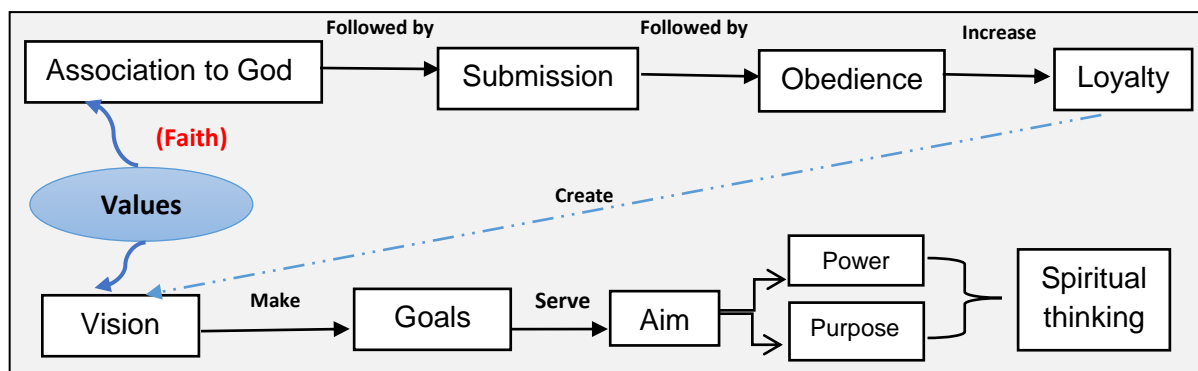 Followed by
Followed by
Increase
Association to God
Submission
Obedience
Loyalty
(Faith)
Values
Create
Vision
Make
Goals
Serve
Aim
Power
Purpose
Spiritual
thinking